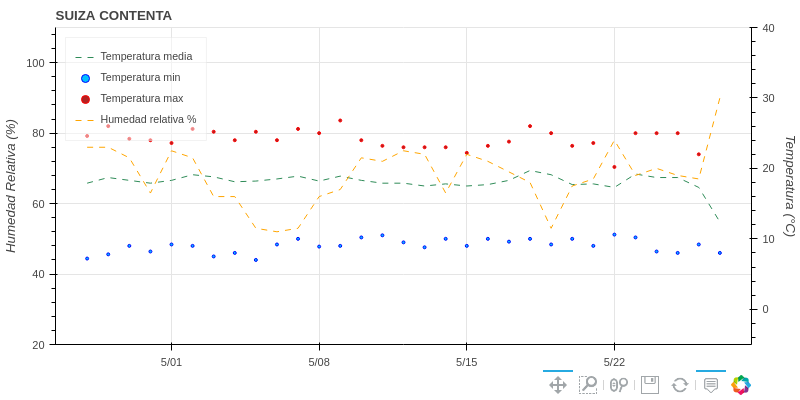 SUIZA CONTENTA
Temperatura media
Temperatura min
Temperatura max
Humedad relativa %
Humedad Relativa (%)
100
80
60
40
20
40
30
20
10
0
Temperatura (°C)
5/01
5/08
5/15
5/22